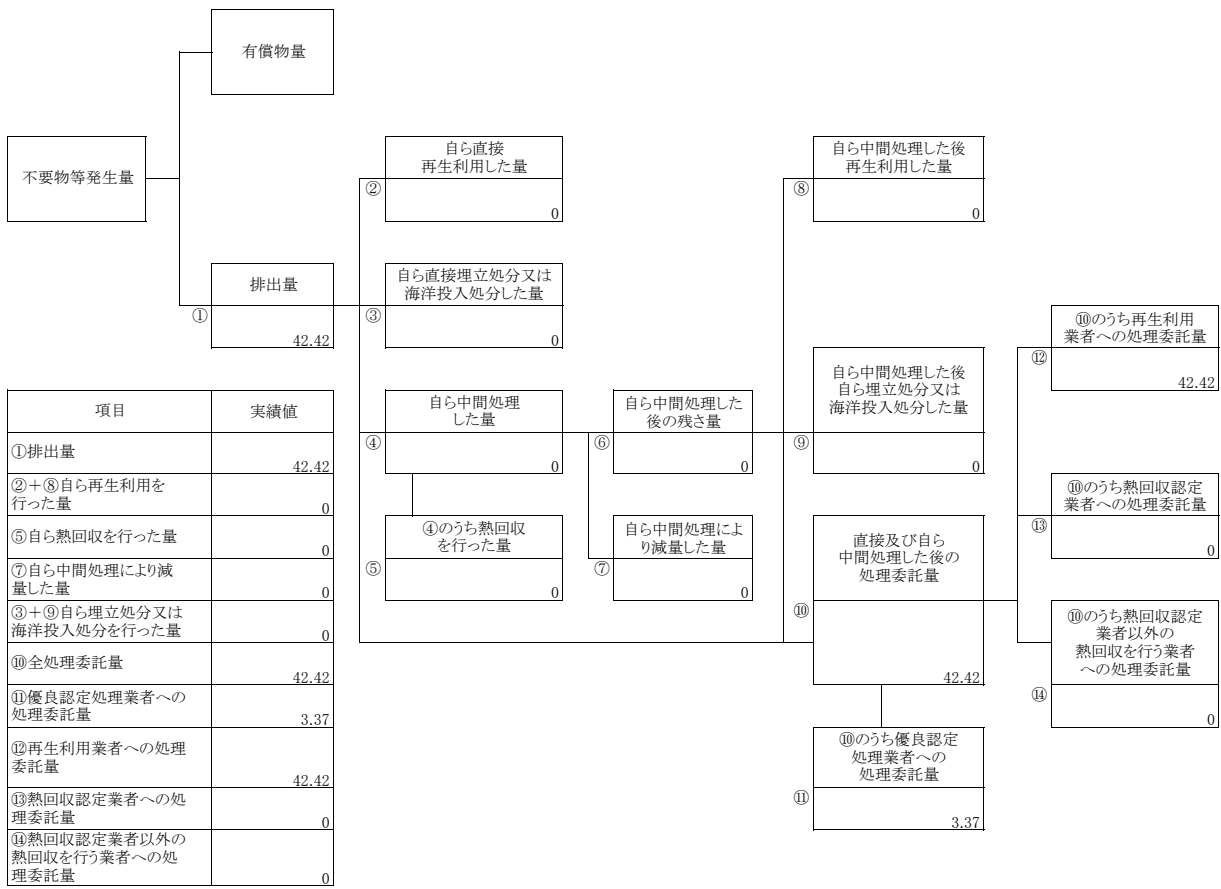 有償物量
不要物等発生量
自ら直接
再生利用した量
②
0
自ら中間処理した後
再生利用した量
⑧
0
排出量
①
42.42
自ら直接埋立処分又は
海洋投入処分した量
③
0
⑩のうち再生利用
業者への処理委託量
⑫
42.42
自ら中間処理
した量
④
0
自ら中間処理した
後の残さ量
⑥
0
自ら中間処理した後
自ら埋立処分又は
海洋投入処分した量
⑨
0
⑩のうち熱回収認定
業者への処理委託量
⑬
0
④のうち熱回収
を行った量
⑤
0
自ら中間処理によ
り減量した量
⑦
0
直接及び自ら
中間処理した後の
処理委託量
⑩
42.42
⑩のうち熱回収認定
業者以外の
熱回収を行う業者
への処理委託量
⑭
0
⑩のうち優良認定
処理業者への
処理委託量
⑪
3.37
項目 実績値
①排出量
42.42
②+⑧自ら再生利用を
行った量
0
⑤自ら熱回収を行った量
0
⑦自ら中間処理により減
量した量
0
③+⑨自ら埋立処分又は
海洋投入処分を行った量
0
⑩全処理委託量
42.42
⑪優良認定処理業者への
処理委託量
3.37
⑫再生利用業者への処理
委託量
42.42
⑬熱回収認定業者への処
理委託量
0
⑭熱回収認定業者以外の
熱回収を行う業者への処
理委託量
0